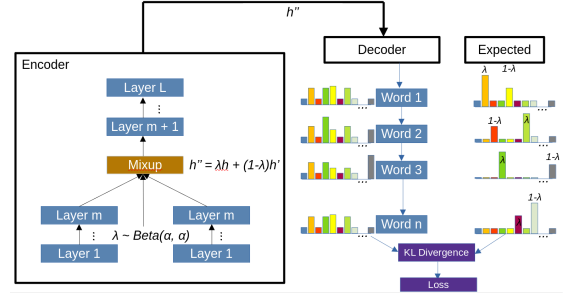 h''
Encoder
Decoder
Expected
Layer L
Layer m + 1
Mixup
h'' = λh + (1-λ)h'
Layer m
Layer m
⋮
⋮
λ ~ Beta(α, α)
Layer 1
Layer 1
Word 1
...
Word 2
...
Word 3
...
Word n
...
λ
1-λ
...
1-λ
λ
...
λ
1-λ
...
λ
1-λ
...
KL Divergence
Loss